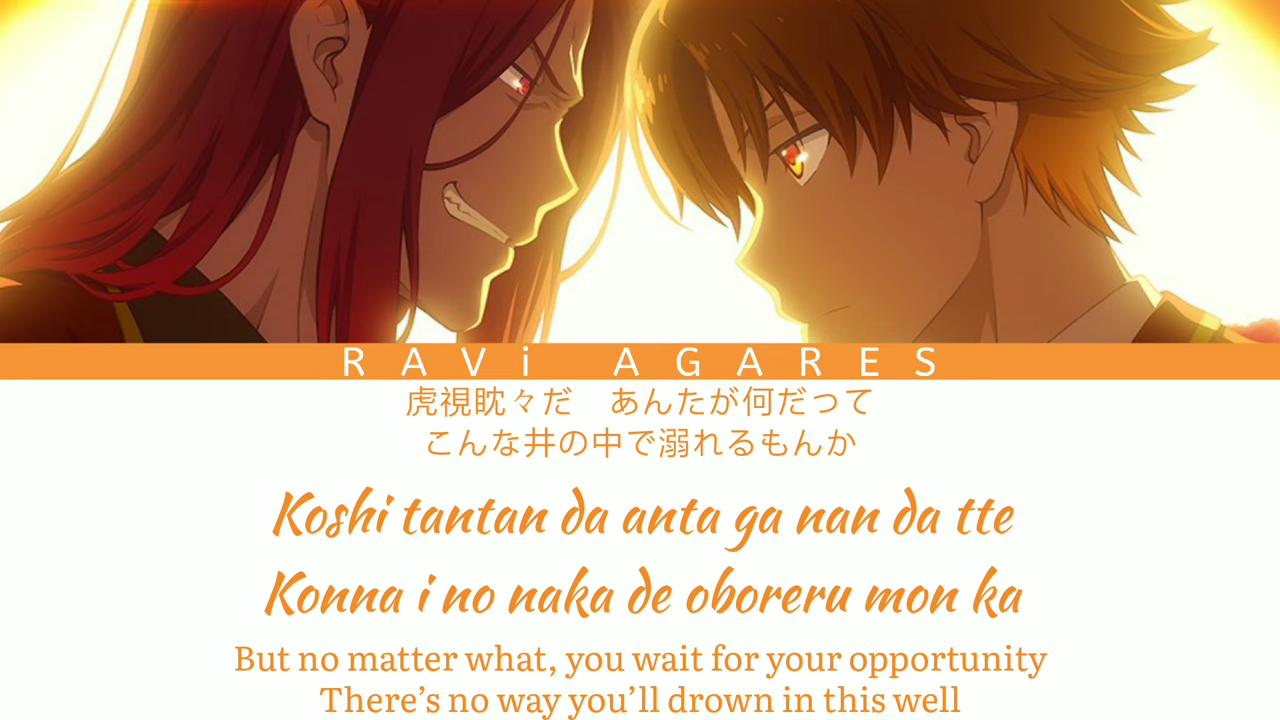 RAVi AGARES
虎視眈々だ　あんたが何だって
こんな井の中で溺れるもんか
Koshi tantan da anta ga nan da tte
Konna i no naka de oboreru mon ka
But no matter what, you wait for your opportunity
There’s no way you’ll drown in this well